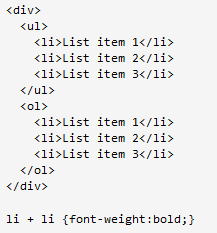 <div>
  <ul>
    <li>List item 1</li>
    <li>List item 2</li>
    <li>List item 3</li>
  </ul>
  <ol>
    <li>List item 1</li>
    <li>List item 2</li>
    <li>List item 3</li>
  </ol>
</div>

li + li {font-weight:bold;}